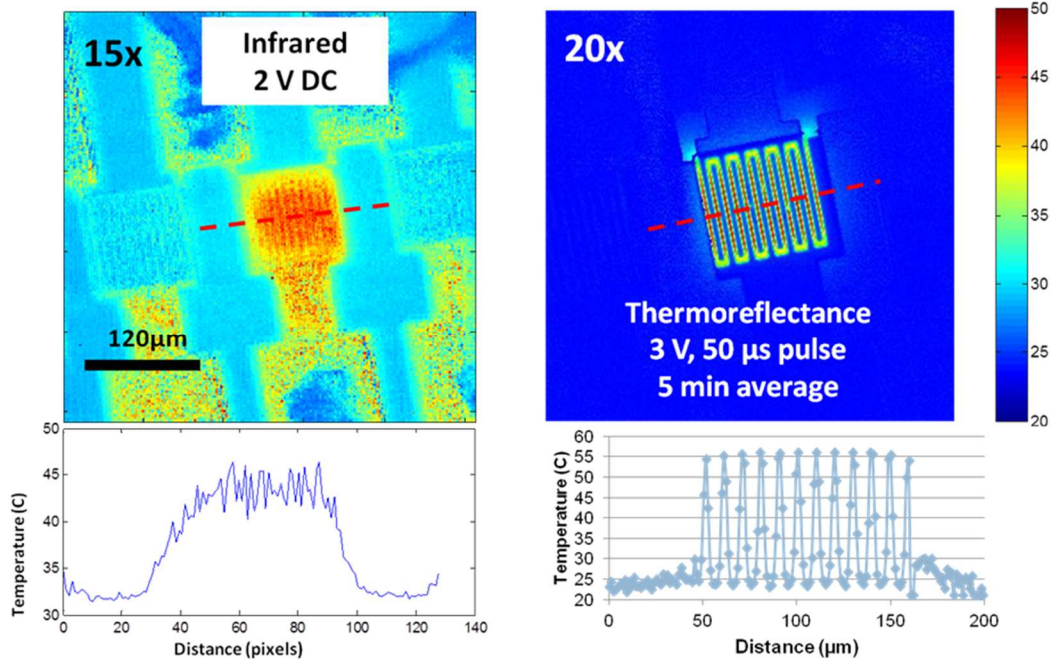 15x
Infrared
2 V DC
120µm
20x
Thermoreflectance
3 V, 50 µs pulse
5 min average
50
45
40
35
30
25
20
50
45
40
35
30
Temperature (C)
0 20 40 60 80 100 120 140
Distance (pixels)
60
55
50
45
40
35
30
25
20
Temperature (C)
0 50 100 150 200
Distance (µm)